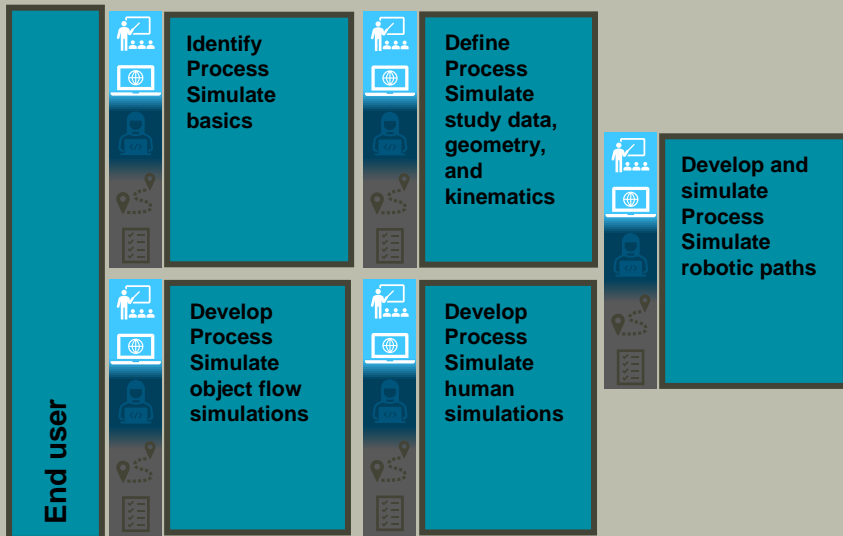 End user
Identify
Process
Simulate
basics
Define
Process
Simulate
study data,
geometry,
and
kinematics
Develop and
simulate
Process
Simulate
robotic paths
Develop
Process
Simulate
object flow
simulations
Develop
Process
Simulate
human
simulations